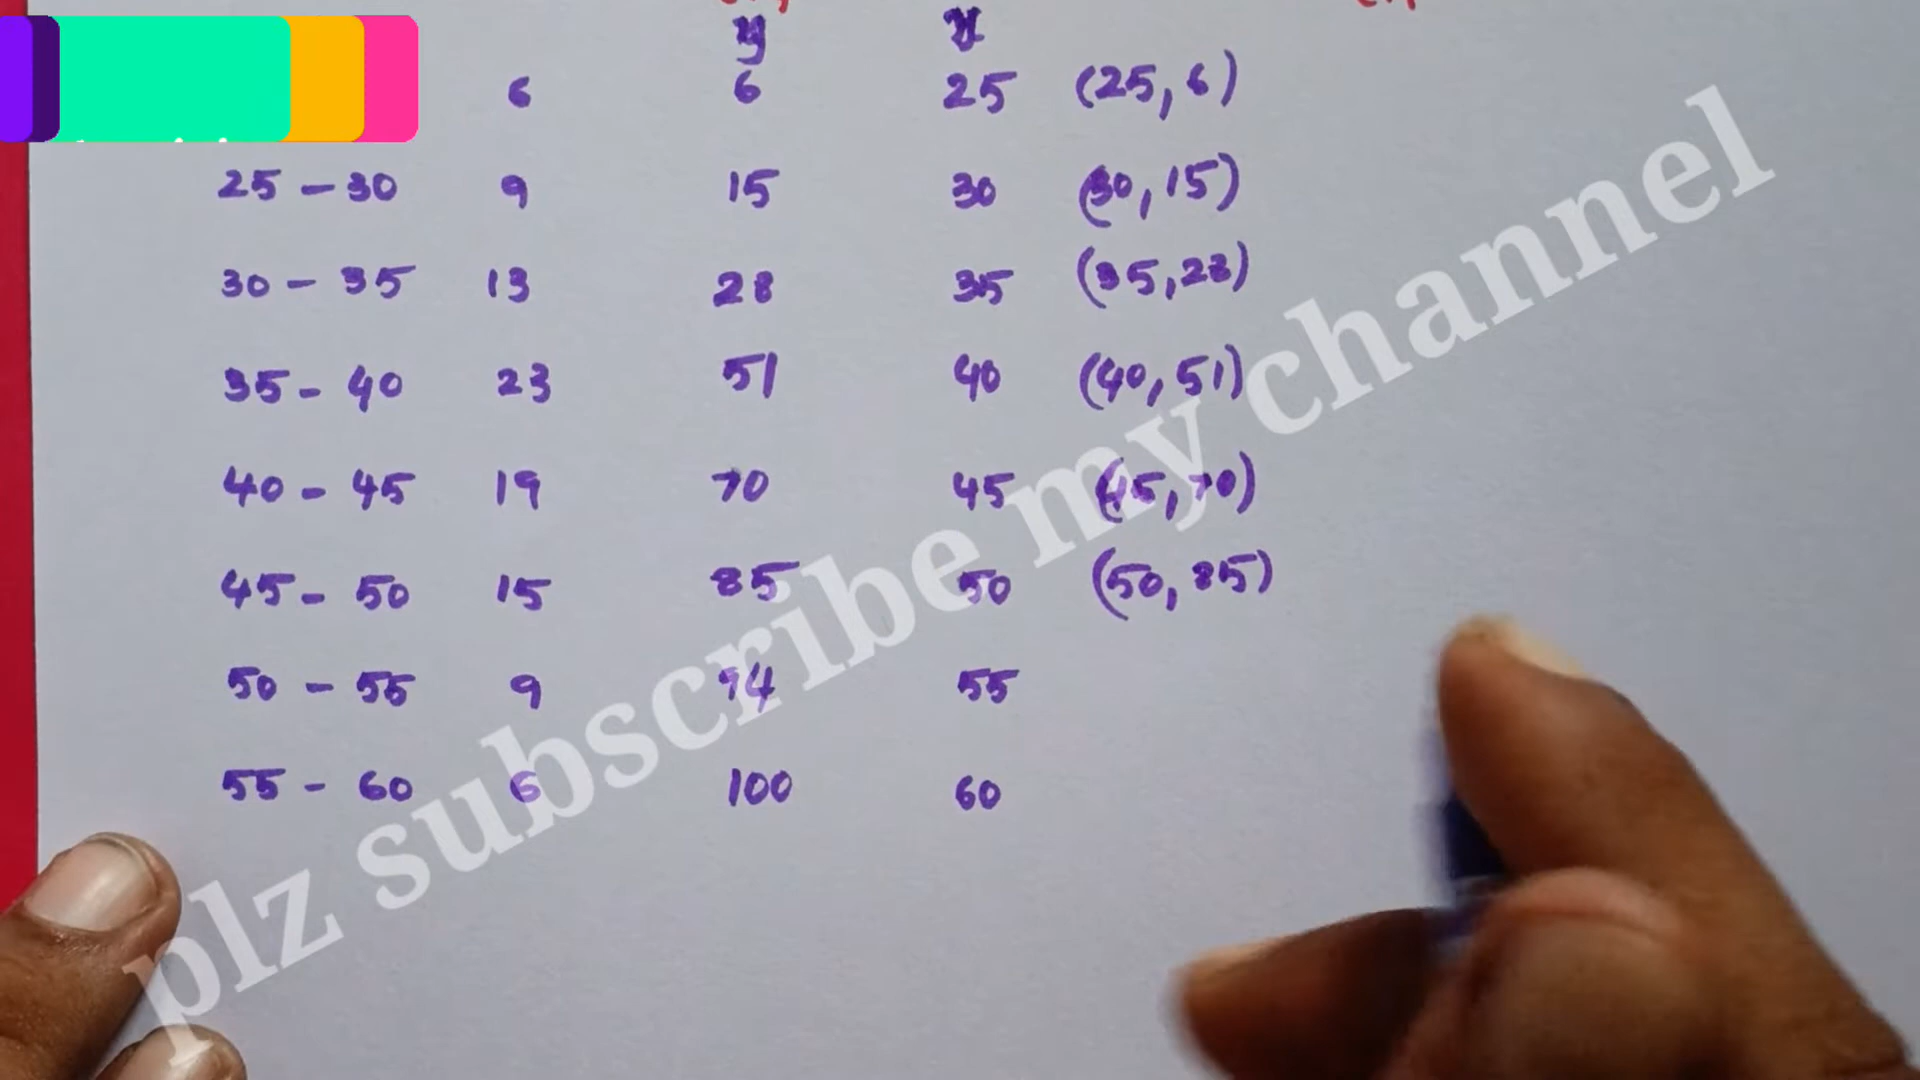 y x
6 6 25 (25, 6)
25 - 30 9 15 30 (30, 15)
30 - 35 13 28 35 (35, 28)
35 - 40 23 51 40 (40, 51)
40 - 45 19 70 45 (45, 70)
45 - 50 15 85 50 (50, 85)
50 - 55 9 94 55
55 - 60 6 100 60
plz subscribe my channel